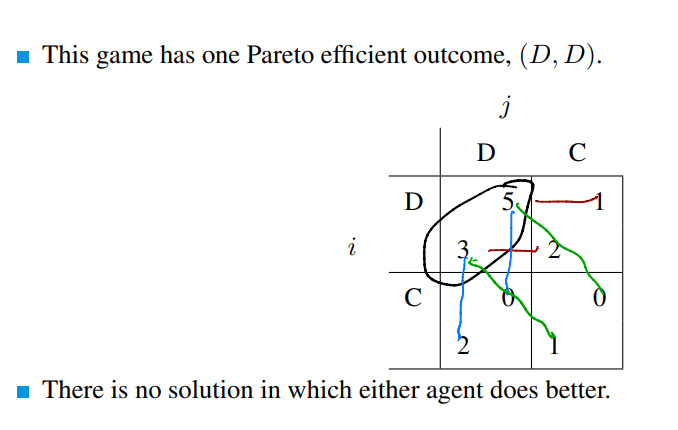 This game has one Pareto efficient outcome, (D, D).
j
D C
D 5 1
i
3 2
C 0 0
2 1
There is no solution in which either agent does better.